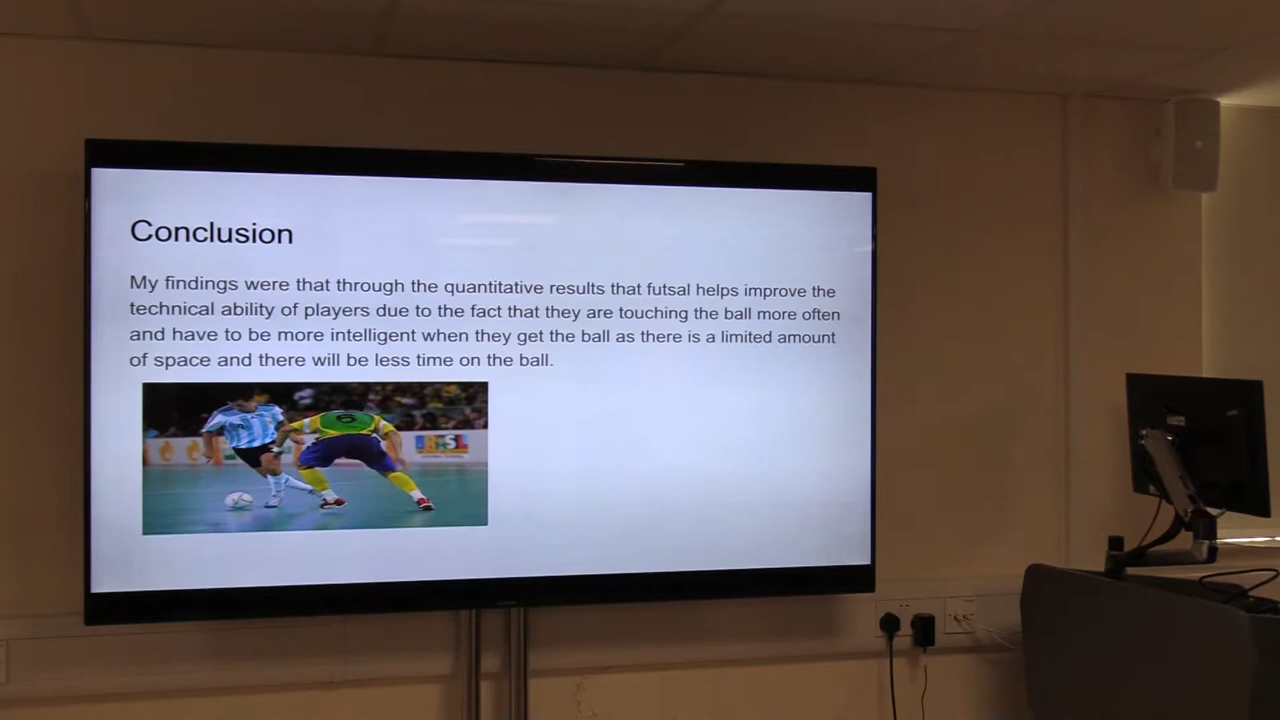 Conclusion
My findings were that through the quantitative results that futsal helps improve the
technical ability of players due to the fact that they are touching the ball more often
and have to be more intelligent when they get the ball as there is a limited amount
of space and there will be less time on the ball.